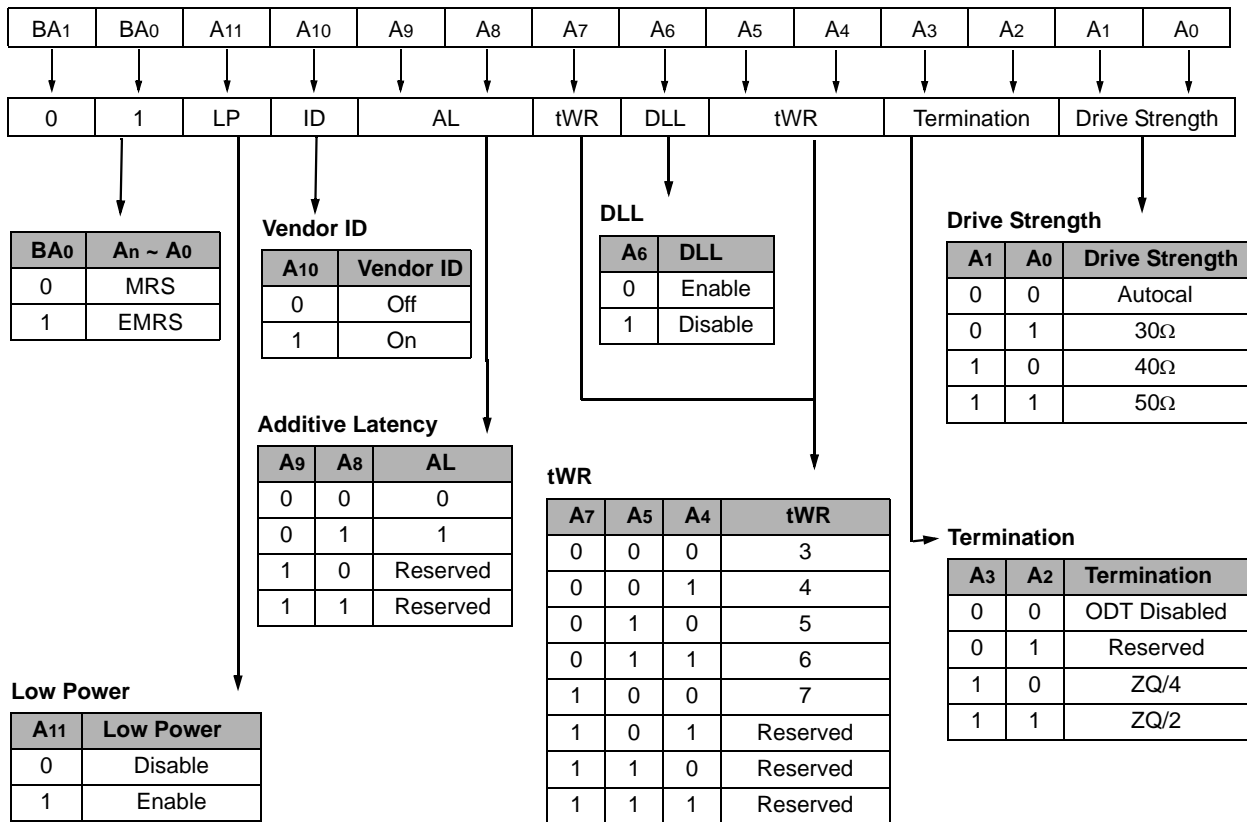 BA1 BA0 A11 A10 A9 A8 A7 A6 A5 A4 A3 A2 A1 A0
0 1 LP ID AL tWR DLL tWR Termination Drive Strength
BA0 An ~ A0
0 MRS
1 EMRS
Vendor ID
A10 Vendor ID
0 Off
1 On
DLL
A6 DLL
0 Enable
1 Disable
Drive Strength
A1 A0 Drive Strength
0 0 Autocal
0 1 30Ω
1 0 40Ω
1 1 50Ω
Additive Latency
A9 A8 AL
0 0 0
0 1 1
1 0 Reserved
1 1 Reserved
tWR
A7 A5 A4 tWR
0 0 0 3
0 0 1 4
0 1 0 5
0 1 1 6
1 0 0 7
1 0 1 Reserved
1 1 0 Reserved
1 1 1 Reserved
Termination
A3 A2 Termination
0 0 ODT Disabled
0 1 Reserved
1 0 ZQ/4
1 1 ZQ/2
Low Power
A11 Low Power
0 Disable
1 Enable